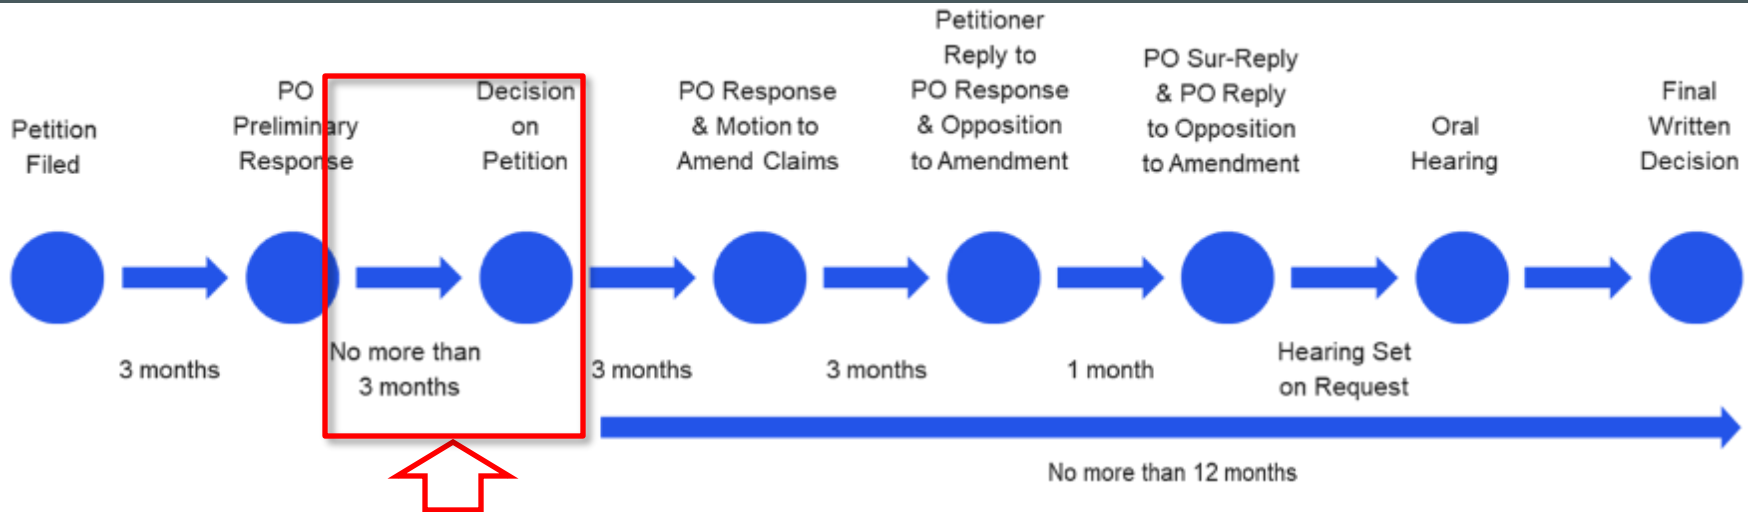 Petition
Filed
PO
Preliminary
Response
Decision
on
Petition
PO Response
& Motion to
Amend Claims
Petitioner
Reply to
PO Response
& Opposition
to Amendment
PO Sur-Reply
& PO Reply
to Opposition
to Amendment
Oral
Hearing
Final
Written
Decision
3 months
No more than
3 months
3 months
3 months
1 month
Hearing Set
on Request
No more than 12 months